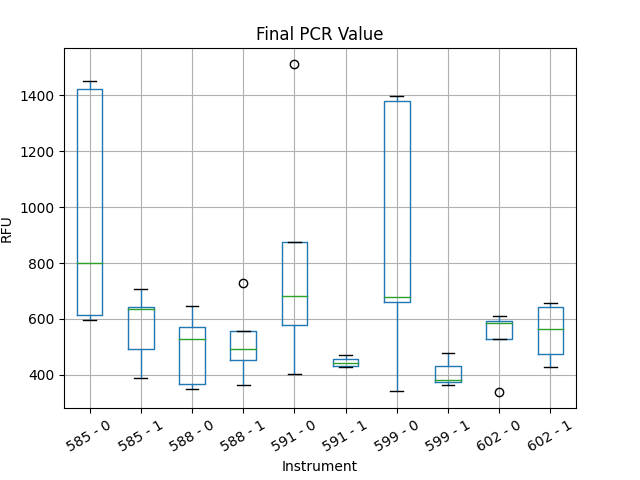 Final PCR Value
1400
1200
1000
800
600
400
RFU
585 - 0
585 - 1
588 - 0
588 - 1
591 - 0
591 - 1
599 - 0
599 - 1
602 - 0
602 - 1
Instrument